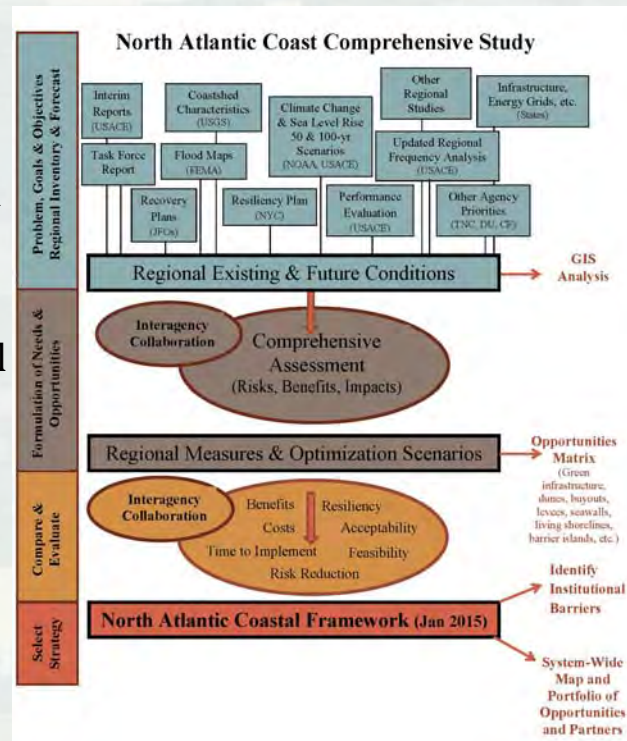 North Atlantic Coast Comprehensive Study
Problem, Goals & Objectives
Regional Inventory & Forecast
Interim
Reports
(USACE)
Coastshed
Characteristics
(USGS)
Climate Change
& Sea Level Rise
50 & 100-yr
Scenarios
(NOAA, USACE)
Other
Regional
Studies
Infrastructure,
Energy Grids, etc.
(States)
Task Force
Report
Flood Maps
(FEMA)
Updated Regional
Frequency Analysis
(USACE)
Recovery
Plans
(JFOs)
Resiliency Plan
(NYC)
Performance
Evaluation
(USACE)
Other Agency
Priorities
(TNC, DU, CF)
Regional Existing & Future Conditions
GIS
Analysis
Formulation of Needs &
Opportunities
Interagency
Collaboration
Comprehensive
Assessment
(Risks, Benefits, Impacts)
Regional Measures & Optimization Scenarios
Opportunities
Matrix
(Green
infrastructure,
dunes, buyouts,
levees, seawalls,
living shorelines,
barrier islands, etc.)
Compare &
Evaluate
Interagency
Collaboration
Benefits
Resiliency
Costs
Acceptability
Time to Implement
Feasibility
Risk Reduction
Select
Strategy
North Atlantic Coastal Framework (Jan 2015)
Identify
Institutional
Barriers
System-Wide
Map and
Portfolio of
Opportunities
and Partners